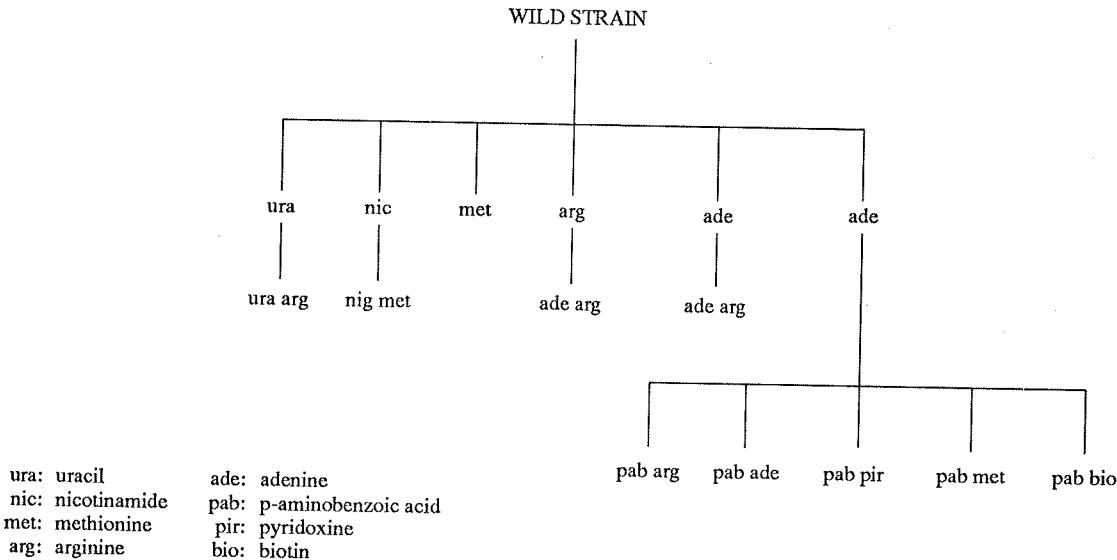 WILD STRAIN
ura nic met arg ade ade
ura arg nig met ade arg ade arg
pab arg pab ade pab pir pab met pab bio
ura: uracil ade: adenine
nic: nicotinamide pab: p-aminobenzoic acid
met: methionine pir: pyridoxine
arg: arginine bio: biotin